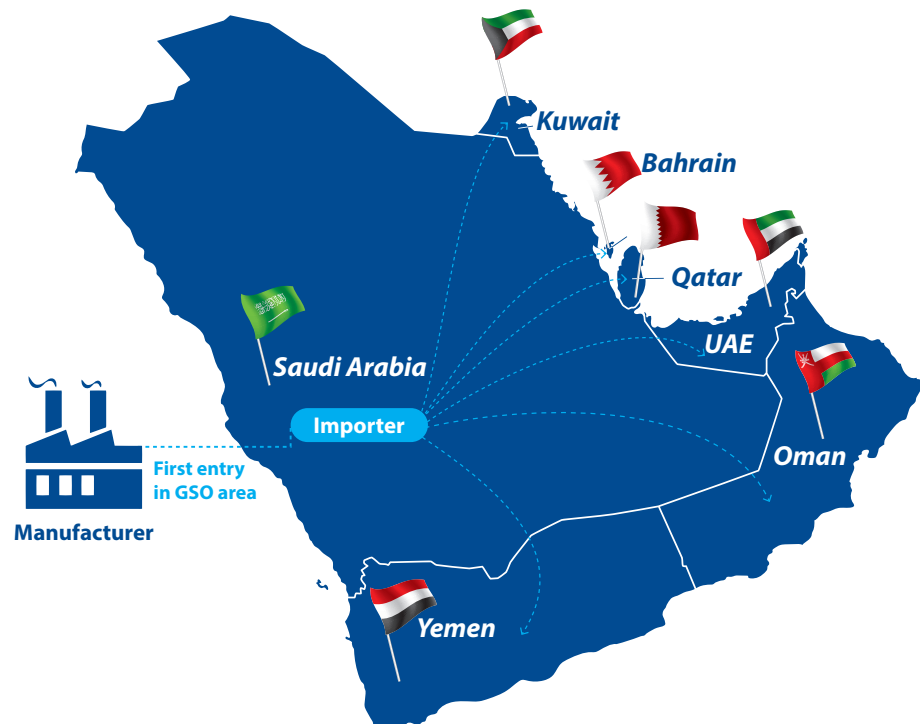 Kuwait
Bahrain
Qatar
UAE
Saudi Arabia
Importer
Oman
First entry
in GSO area
Manufacturer
Yemen